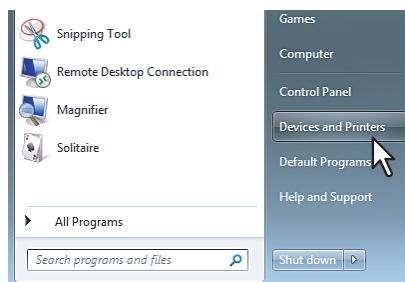 Snipping Tool
Remote Desktop Connection
Magnifier
Solitaire
All Programs
Search programs and files
Games
Computer
Control Panel
Devices and Printers
Default Programs
Help and Support
Shut down